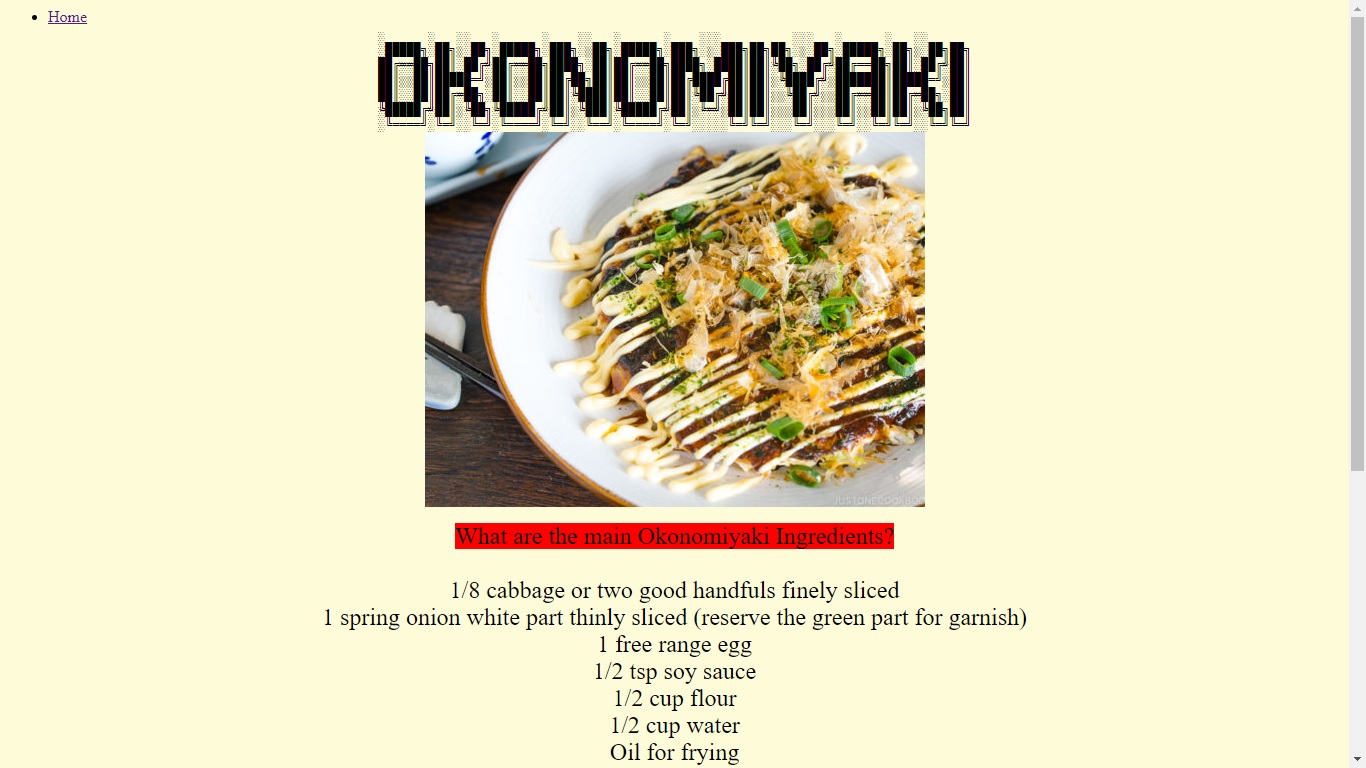 Home
OKONOMIYAKI
JUSTONECOOKBOO
What are the main Okonomiyaki Ingredients?
1/8 cabbage or two good handfuls finely sliced
1 spring onion white part thinly sliced (reserve the green part for garnish)
1 free range egg
1/2 tsp soy sauce
1/2 cup flour
1/2 cup water
Oil for frying